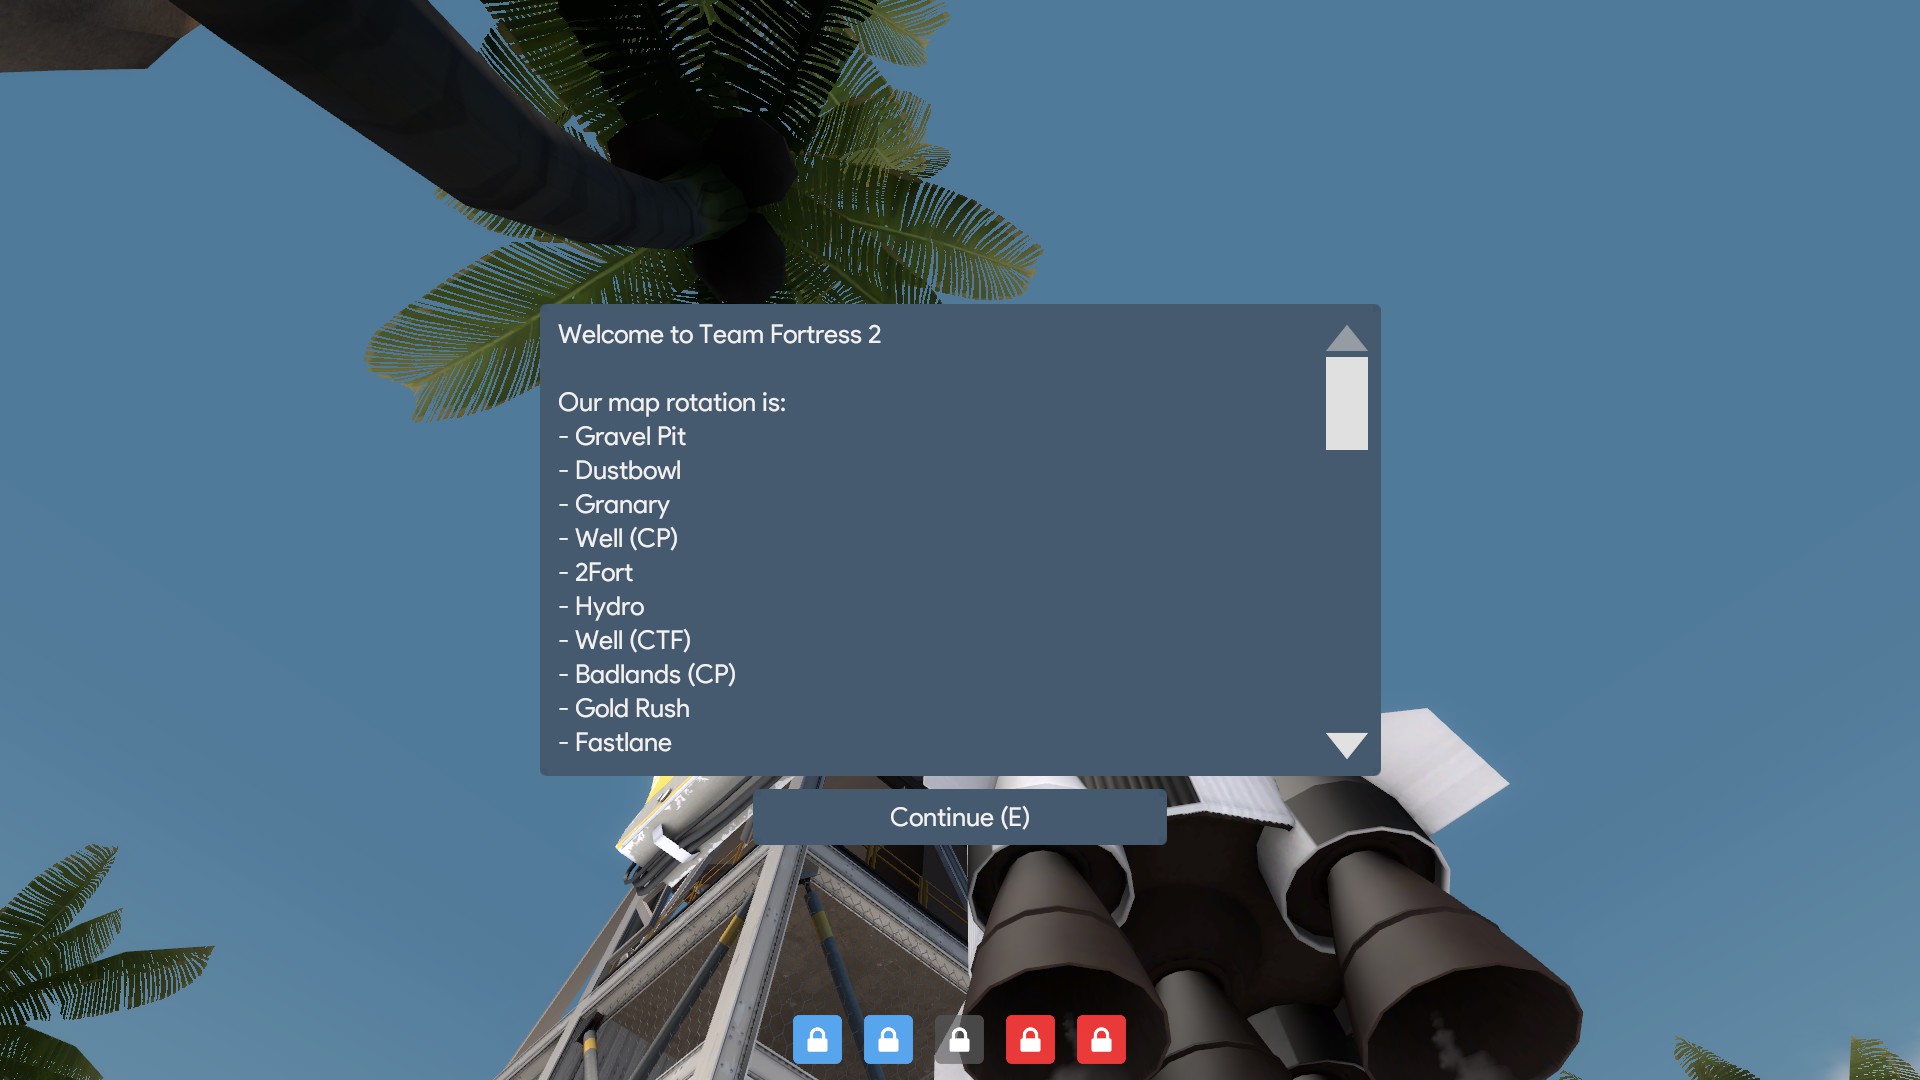 Welcome to Team Fortress 2
Our map rotation is:
- Gravel Pit
- Dustbowl
- Granary
- Well (CP)
- 2Fort
- Hydro
- Well (CTF)
- Badlands (CP)
- Gold Rush
- Fastlane
Continue (E)